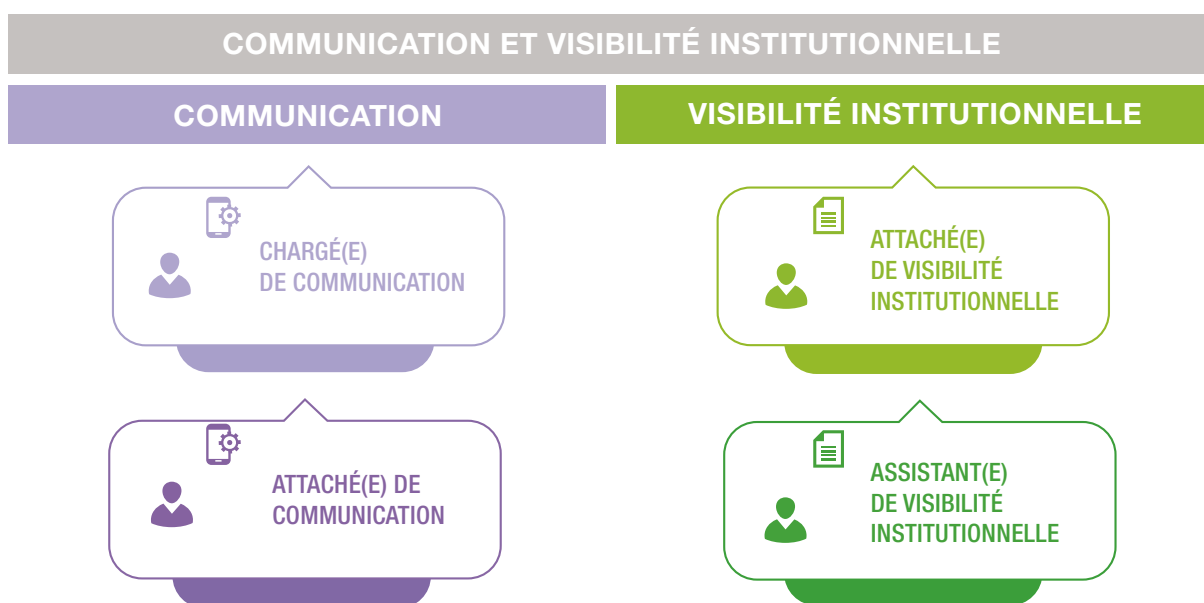 COMMUNICATION ET VISIBILITÉ INSTITUTIONNELLE
COMMUNICATION
VISIBILITÉ INSTITUTIONNELLE
CHARGÉ(E)
DE COMMUNICATION
ATTACHÉ(E)
DE VISIBILITÉ
INSTITUTIONNELLE
ATTACHÉ(E) DE
COMMUNICATION
ASSISTANT(E)
DE VISIBILITÉ
INSTITUTIONNELLE